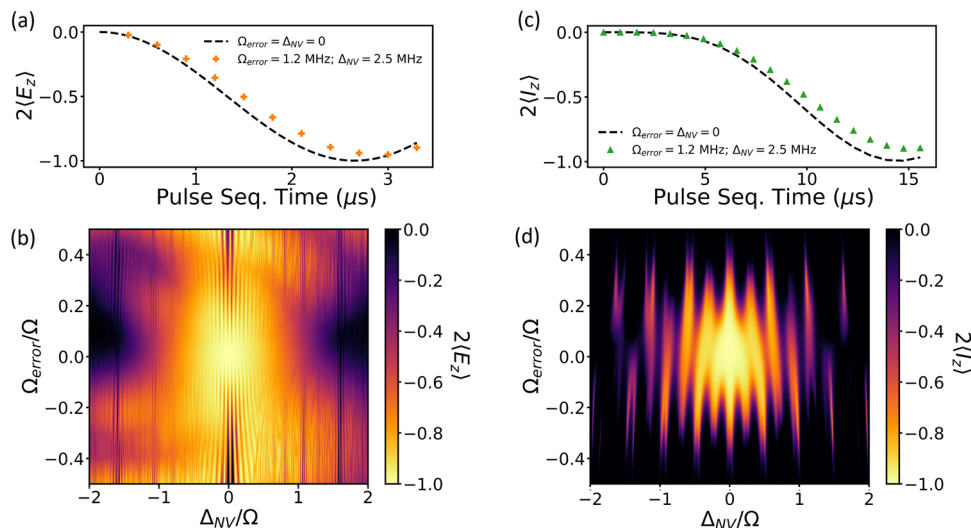 (a)
0.0
−0.5
−1.0
2⟨E_z⟩
Ω_error = Δ_NV = 0
Ω_error = 1.2 MHz; Δ_NV = 2.5 MHz
0 1 2 3
Pulse Seq. Time (μs)
(c)
0.0
−0.5
−1.0
2⟨I_z⟩
Ω_error = Δ_NV = 0
Ω_error = 1.2 MHz; Δ_NV = 2.5 MHz
0 5 10 15
Pulse Seq. Time (μs)
(b)
0.4
0.2
0.0
−0.2
−0.4
Ω_error/Ω
−2 −1 0 1 2
Δ_NV/Ω
0.0
−0.2
−0.4
−0.6
−0.8
−1.0
2⟨E_z⟩
(d)
0.4
0.2
0.0
−0.2
−0.4
Ω_error/Ω
−2 −1 0 1 2
Δ_NV/Ω
0.0
−0.2
−0.4
−0.6
−0.8
−1.0
2⟨I_z⟩